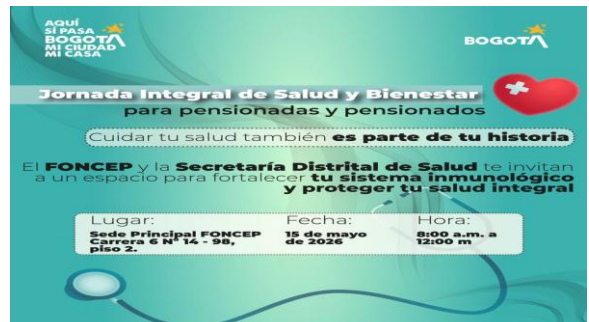 AQUÍ
SÍ PASA
BOGOTÁ
MI CIUDAD
MI CASA
BOGOTÁ
Jornada Integral de Salud y Bienestar
para pensionadas y pensionados
Cuidar tu salud también es parte de tu historia
El FONCEP y la Secretaría Distrital de Salud te invitan
a un espacio para fortalecer tu sistema inmunológico
y proteger tu salud integral
Lugar:
Sede Principal FONCEP
Carrera 6 Nº 14 - 98,
piso 2.
Fecha:
15 de mayo
de 2026
Hora:
8:00 a.m. a
12:00 m